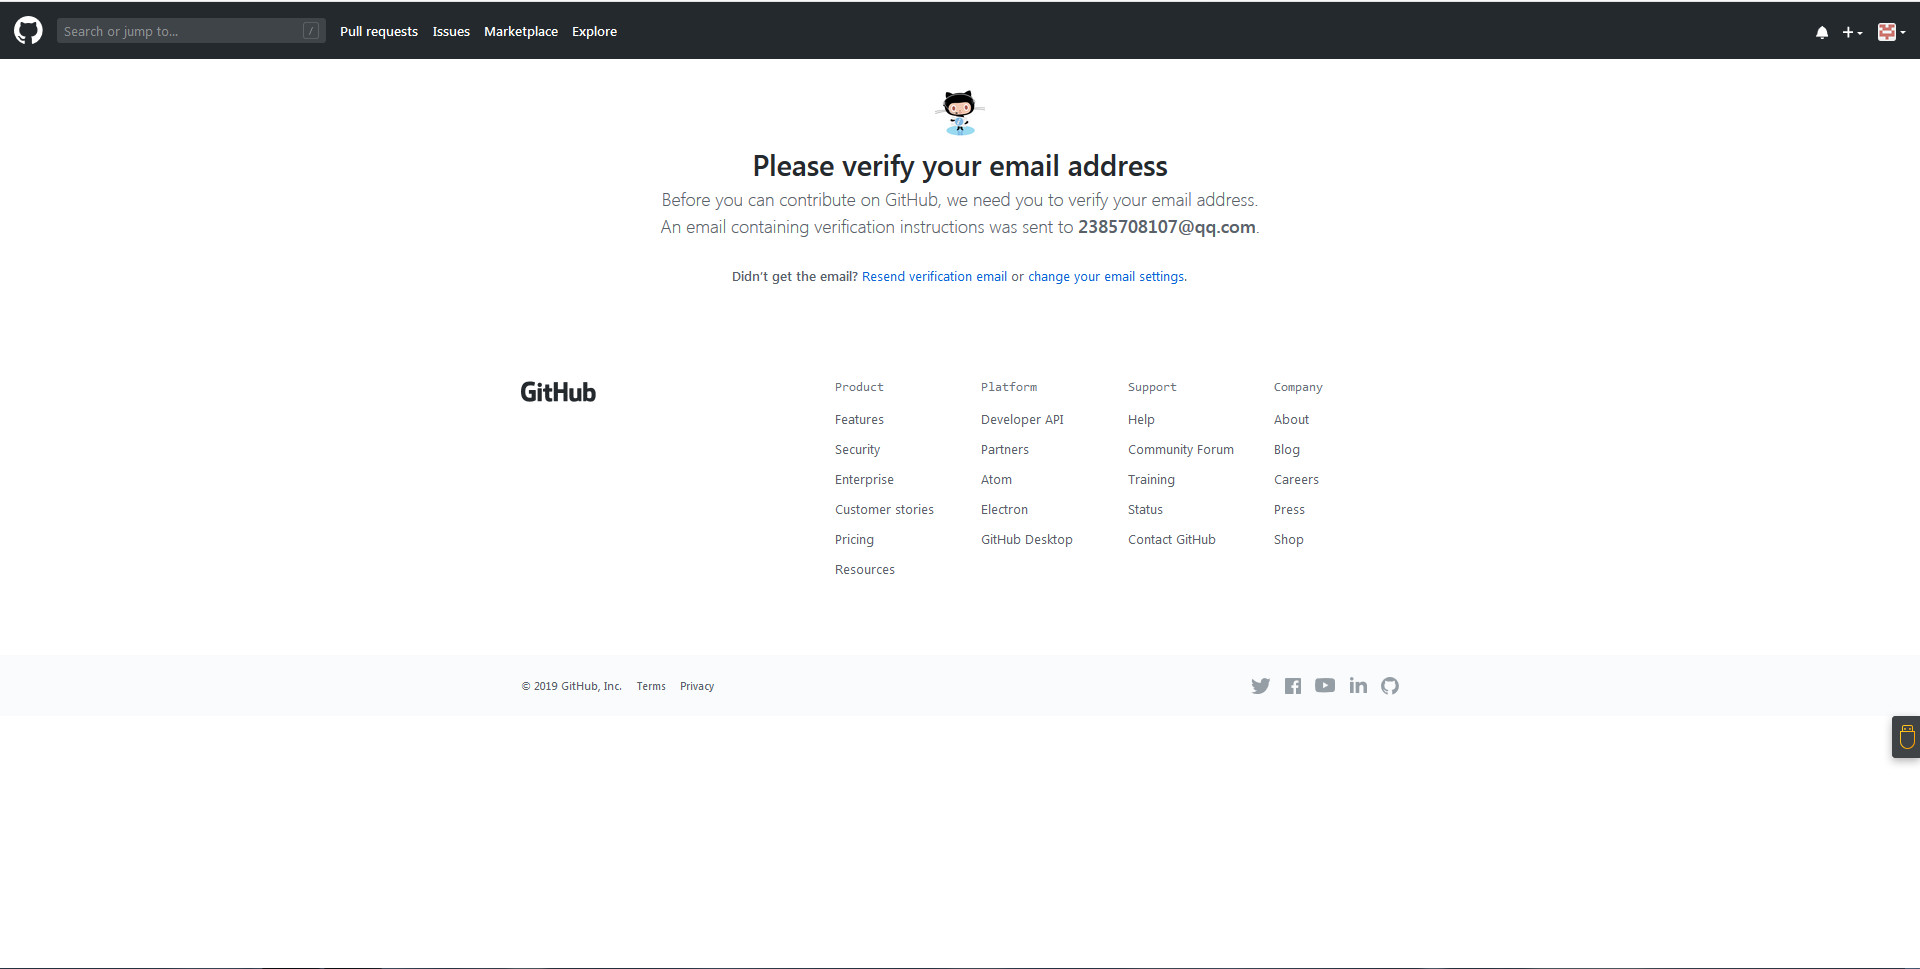 Search or jump to... /
Pull requests Issues Marketplace Explore
Please verify your email address
Before you can contribute on GitHub, we need you to verify your email address.
An email containing verification instructions was sent to 2385708107@qq.com.
Didn't get the email? Resend verification email or change your email settings.
GitHub
Product
Features
Security
Enterprise
Customer stories
Pricing
Resources
Platform
Developer API
Partners
Atom
Electron
GitHub Desktop
Support
Help
Community Forum
Training
Status
Contact GitHub
Company
About
Blog
Careers
Press
Shop
© 2019 GitHub, Inc. Terms Privacy